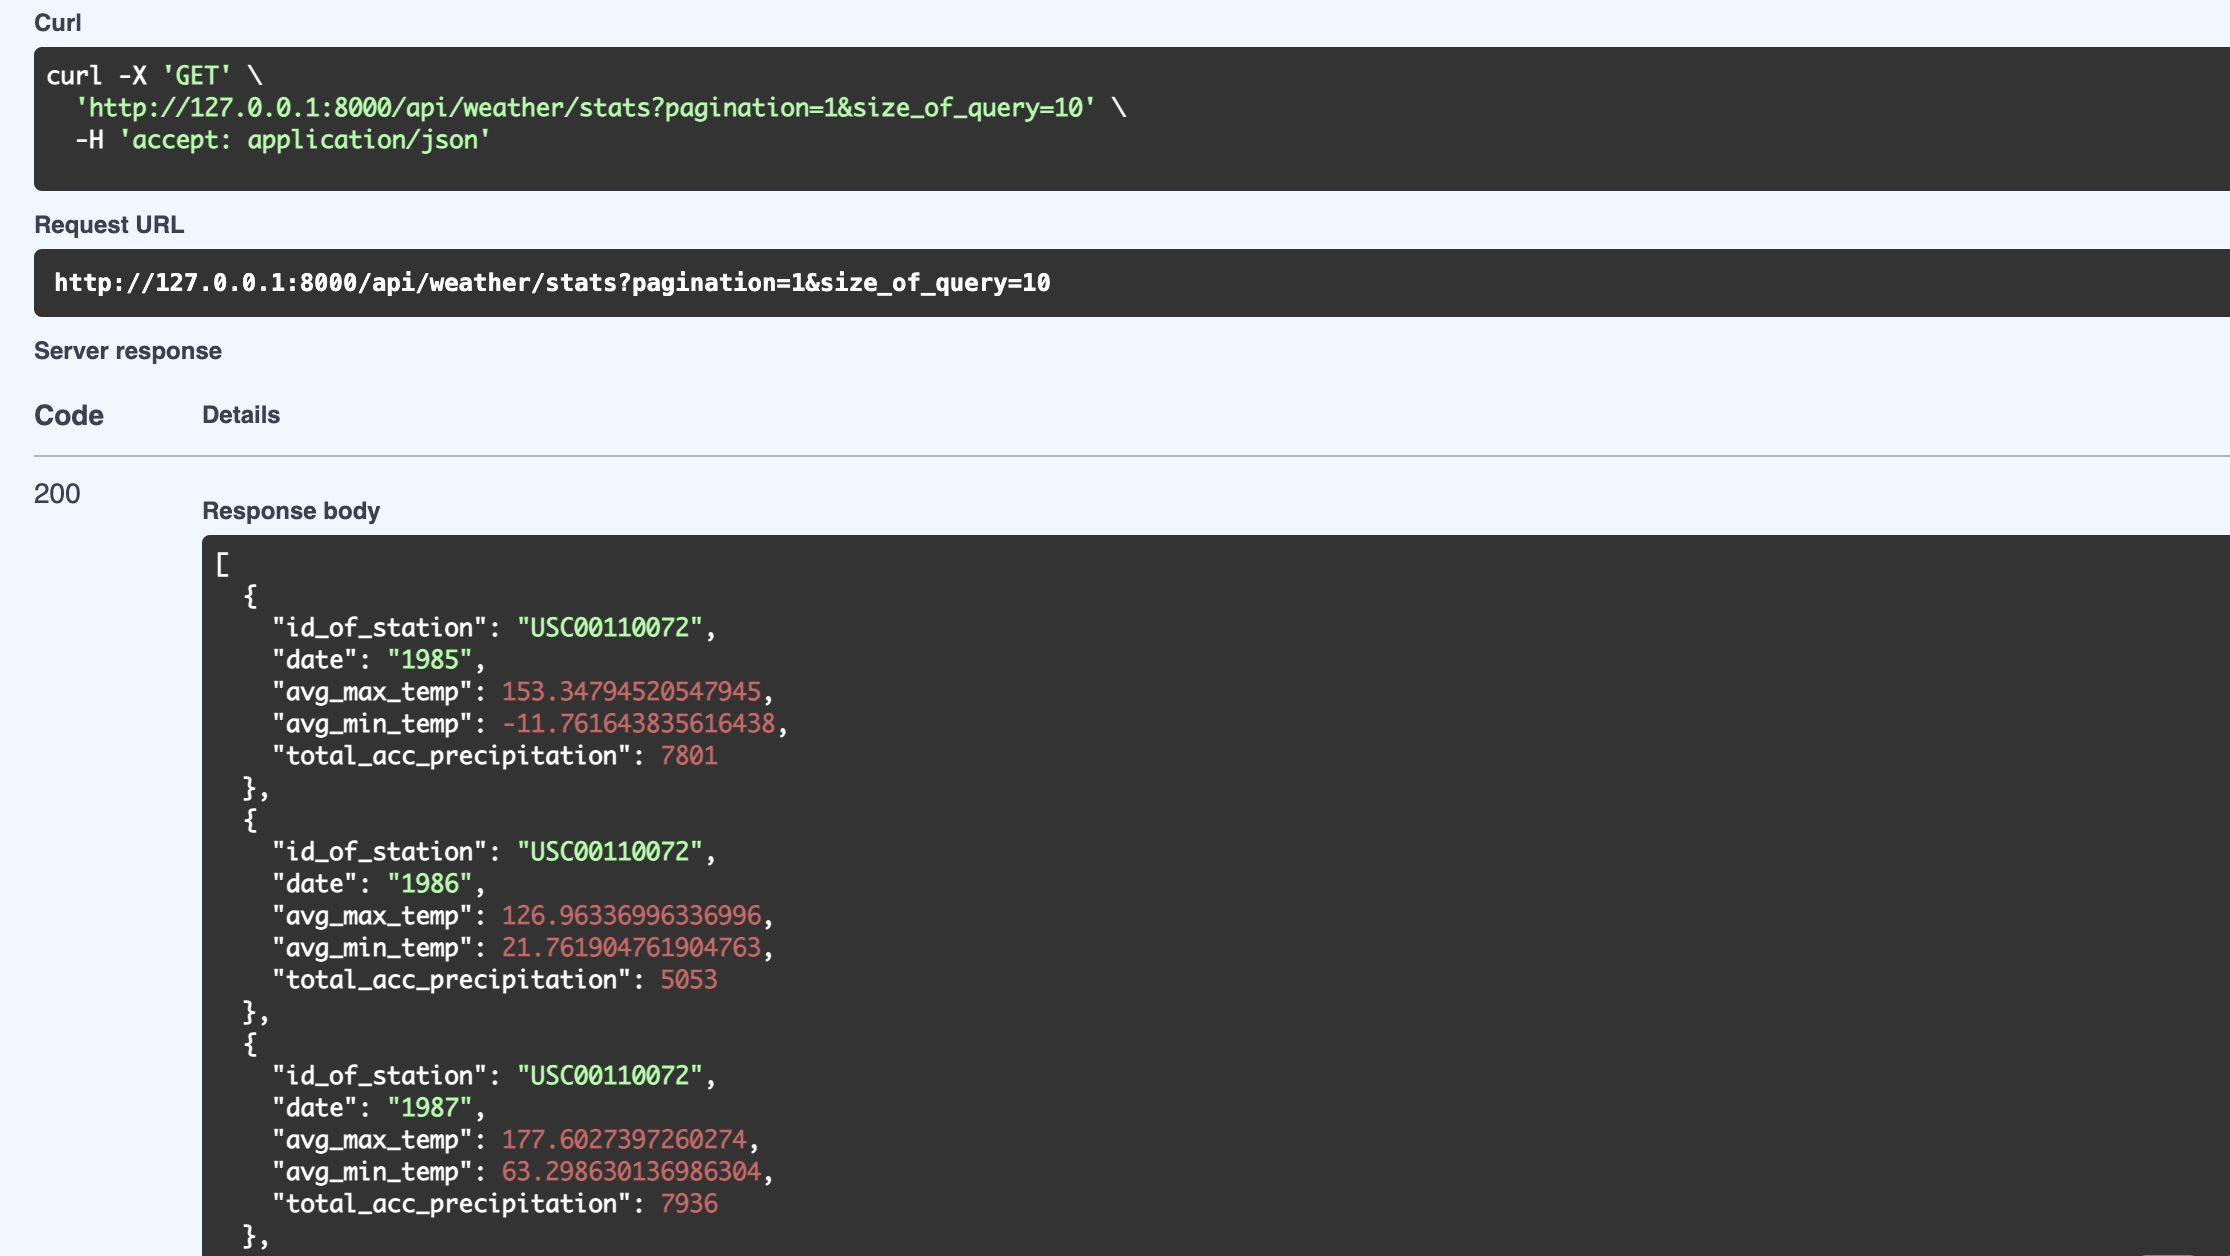 Curl
curl -X 'GET' \
  'http://127.0.0.1:8000/api/weather/stats?pagination=1&size_of_query=10' \
  -H 'accept: application/json'
Request URL
http://127.0.0.1:8000/api/weather/stats?pagination=1&size_of_query=10
Server response
Code Details
200
Response body
[
  {
    "id_of_station": "USC00110072",
    "date": "1985",
    "avg_max_temp": 153.34794520547945,
    "avg_min_temp": -11.761643835616438,
    "total_acc_precipitation": 7801
  },
  {
    "id_of_station": "USC00110072",
    "date": "1986",
    "avg_max_temp": 126.96336996336996,
    "avg_min_temp": 21.761904761904763,
    "total_acc_precipitation": 5053
  },
  {
    "id_of_station": "USC00110072",
    "date": "1987",
    "avg_max_temp": 177.6027397260274,
    "avg_min_temp": 63.298630136986304,
    "total_acc_precipitation": 7936
  },